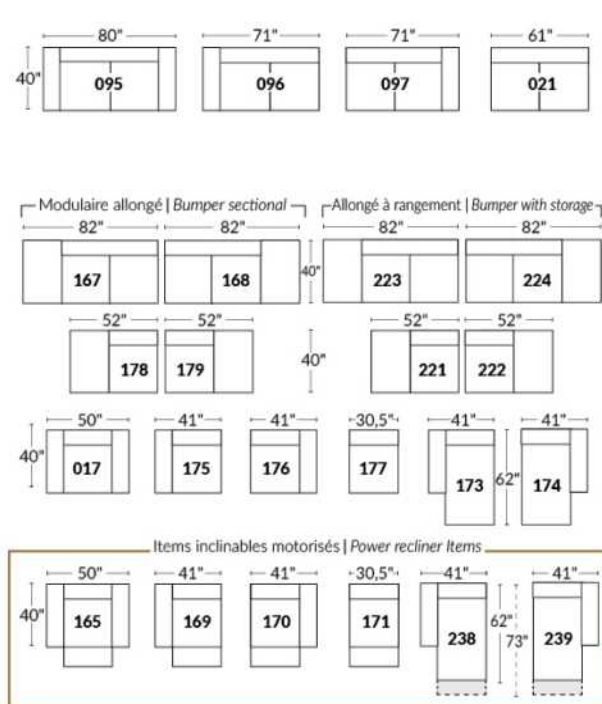 80" 71" 71" 61"
40" 095 096 097 021
Modulaire allongé | Bumper sectional Allongé à rangement | Bumper with storage
82" 82" 82" 82"
167 168 40" 223 224
52" 52" 52" 52"
178 179 40" 221 222
50" 41" 41" 30,5" 41" 41"
40" 017 175 176 177 173 62" 174
Items inclinables motorisés | Power recliner Items
50" 41" 41" 30,5" 41" 41"
40" 165 169 170 171 238 62" 73" 239